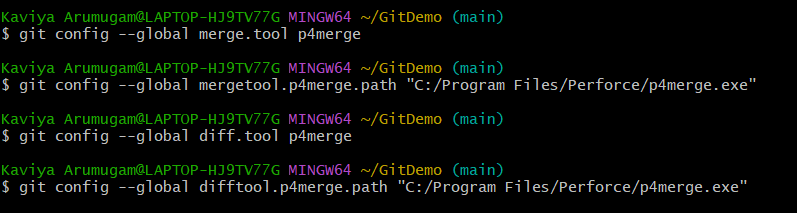 Kaviya Arumugam@LAPTOP-HJ9TV77G MINGW64 ~/GitDemo (main)
$ git config --global merge.tool p4merge
Kaviya Arumugam@LAPTOP-HJ9TV77G MINGW64 ~/GitDemo (main)
$ git config --global mergetool.p4merge.path "C:/Program Files/Perforce/p4merge.exe"
Kaviya Arumugam@LAPTOP-HJ9TV77G MINGW64 ~/GitDemo (main)
$ git config --global diff.tool p4merge
Kaviya Arumugam@LAPTOP-HJ9TV77G MINGW64 ~/GitDemo (main)
$ git config --global difftool.p4merge.path "C:/Program Files/Perforce/p4merge.exe"